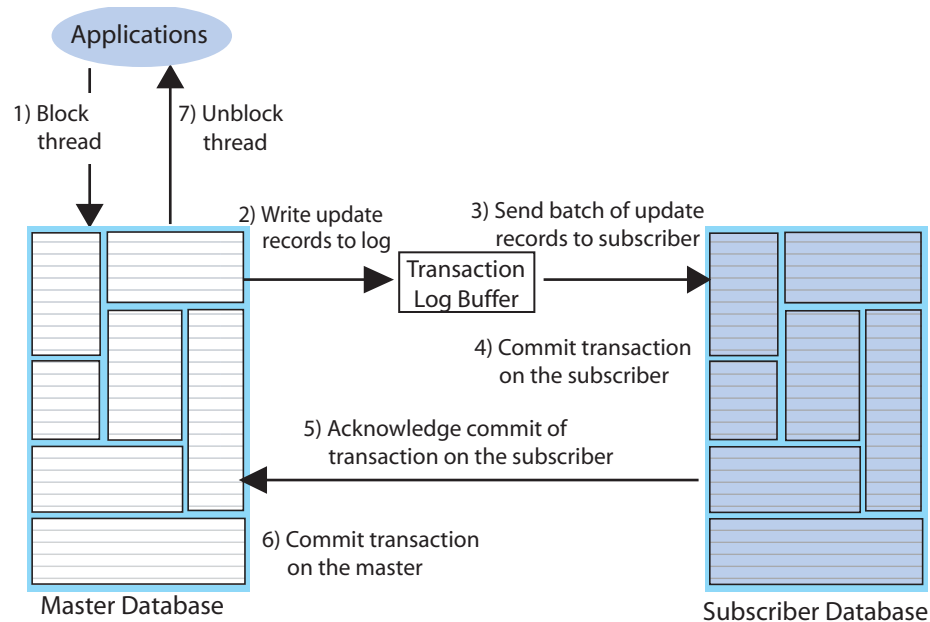 Applications
1) Block
thread
7) Unblock
thread
2) Write update
records to log
3) Send batch of update
records to subscriber
Transaction
Log Buffer
4) Commit transaction
on the subscriber
5) Acknowledge commit of
transaction on the subscriber
6) Commit transaction
on the master
Master Database
Subscriber Database